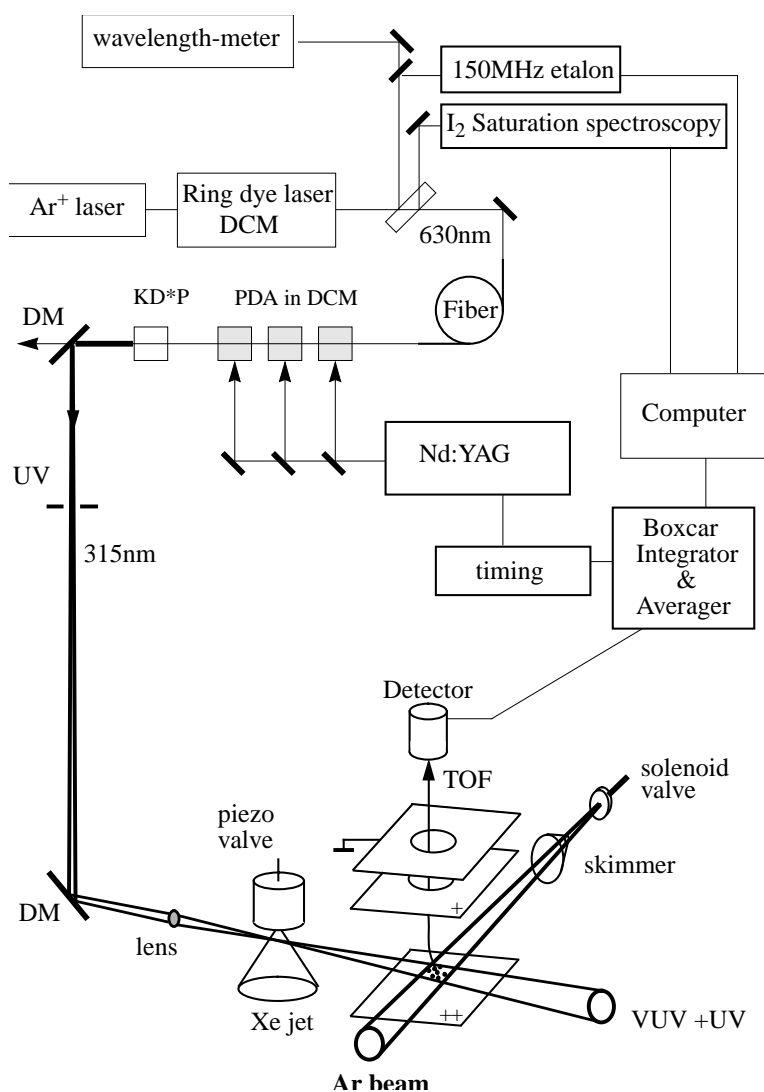 wavelength-meter
150MHz etalon
I₂ Saturation spectroscopy
Ar⁺ laser
Ring dye laser
DCM
630nm
Fiber
KD*P
PDA in DCM
DM
Computer
Nd:YAG
UV
315nm
timing
Boxcar
Integrator
&
Averager
Detector
TOF
solenoid
valve
piezo
valve
skimmer
+
DM
lens
Xe jet
++
VUV +UV
Ar beam